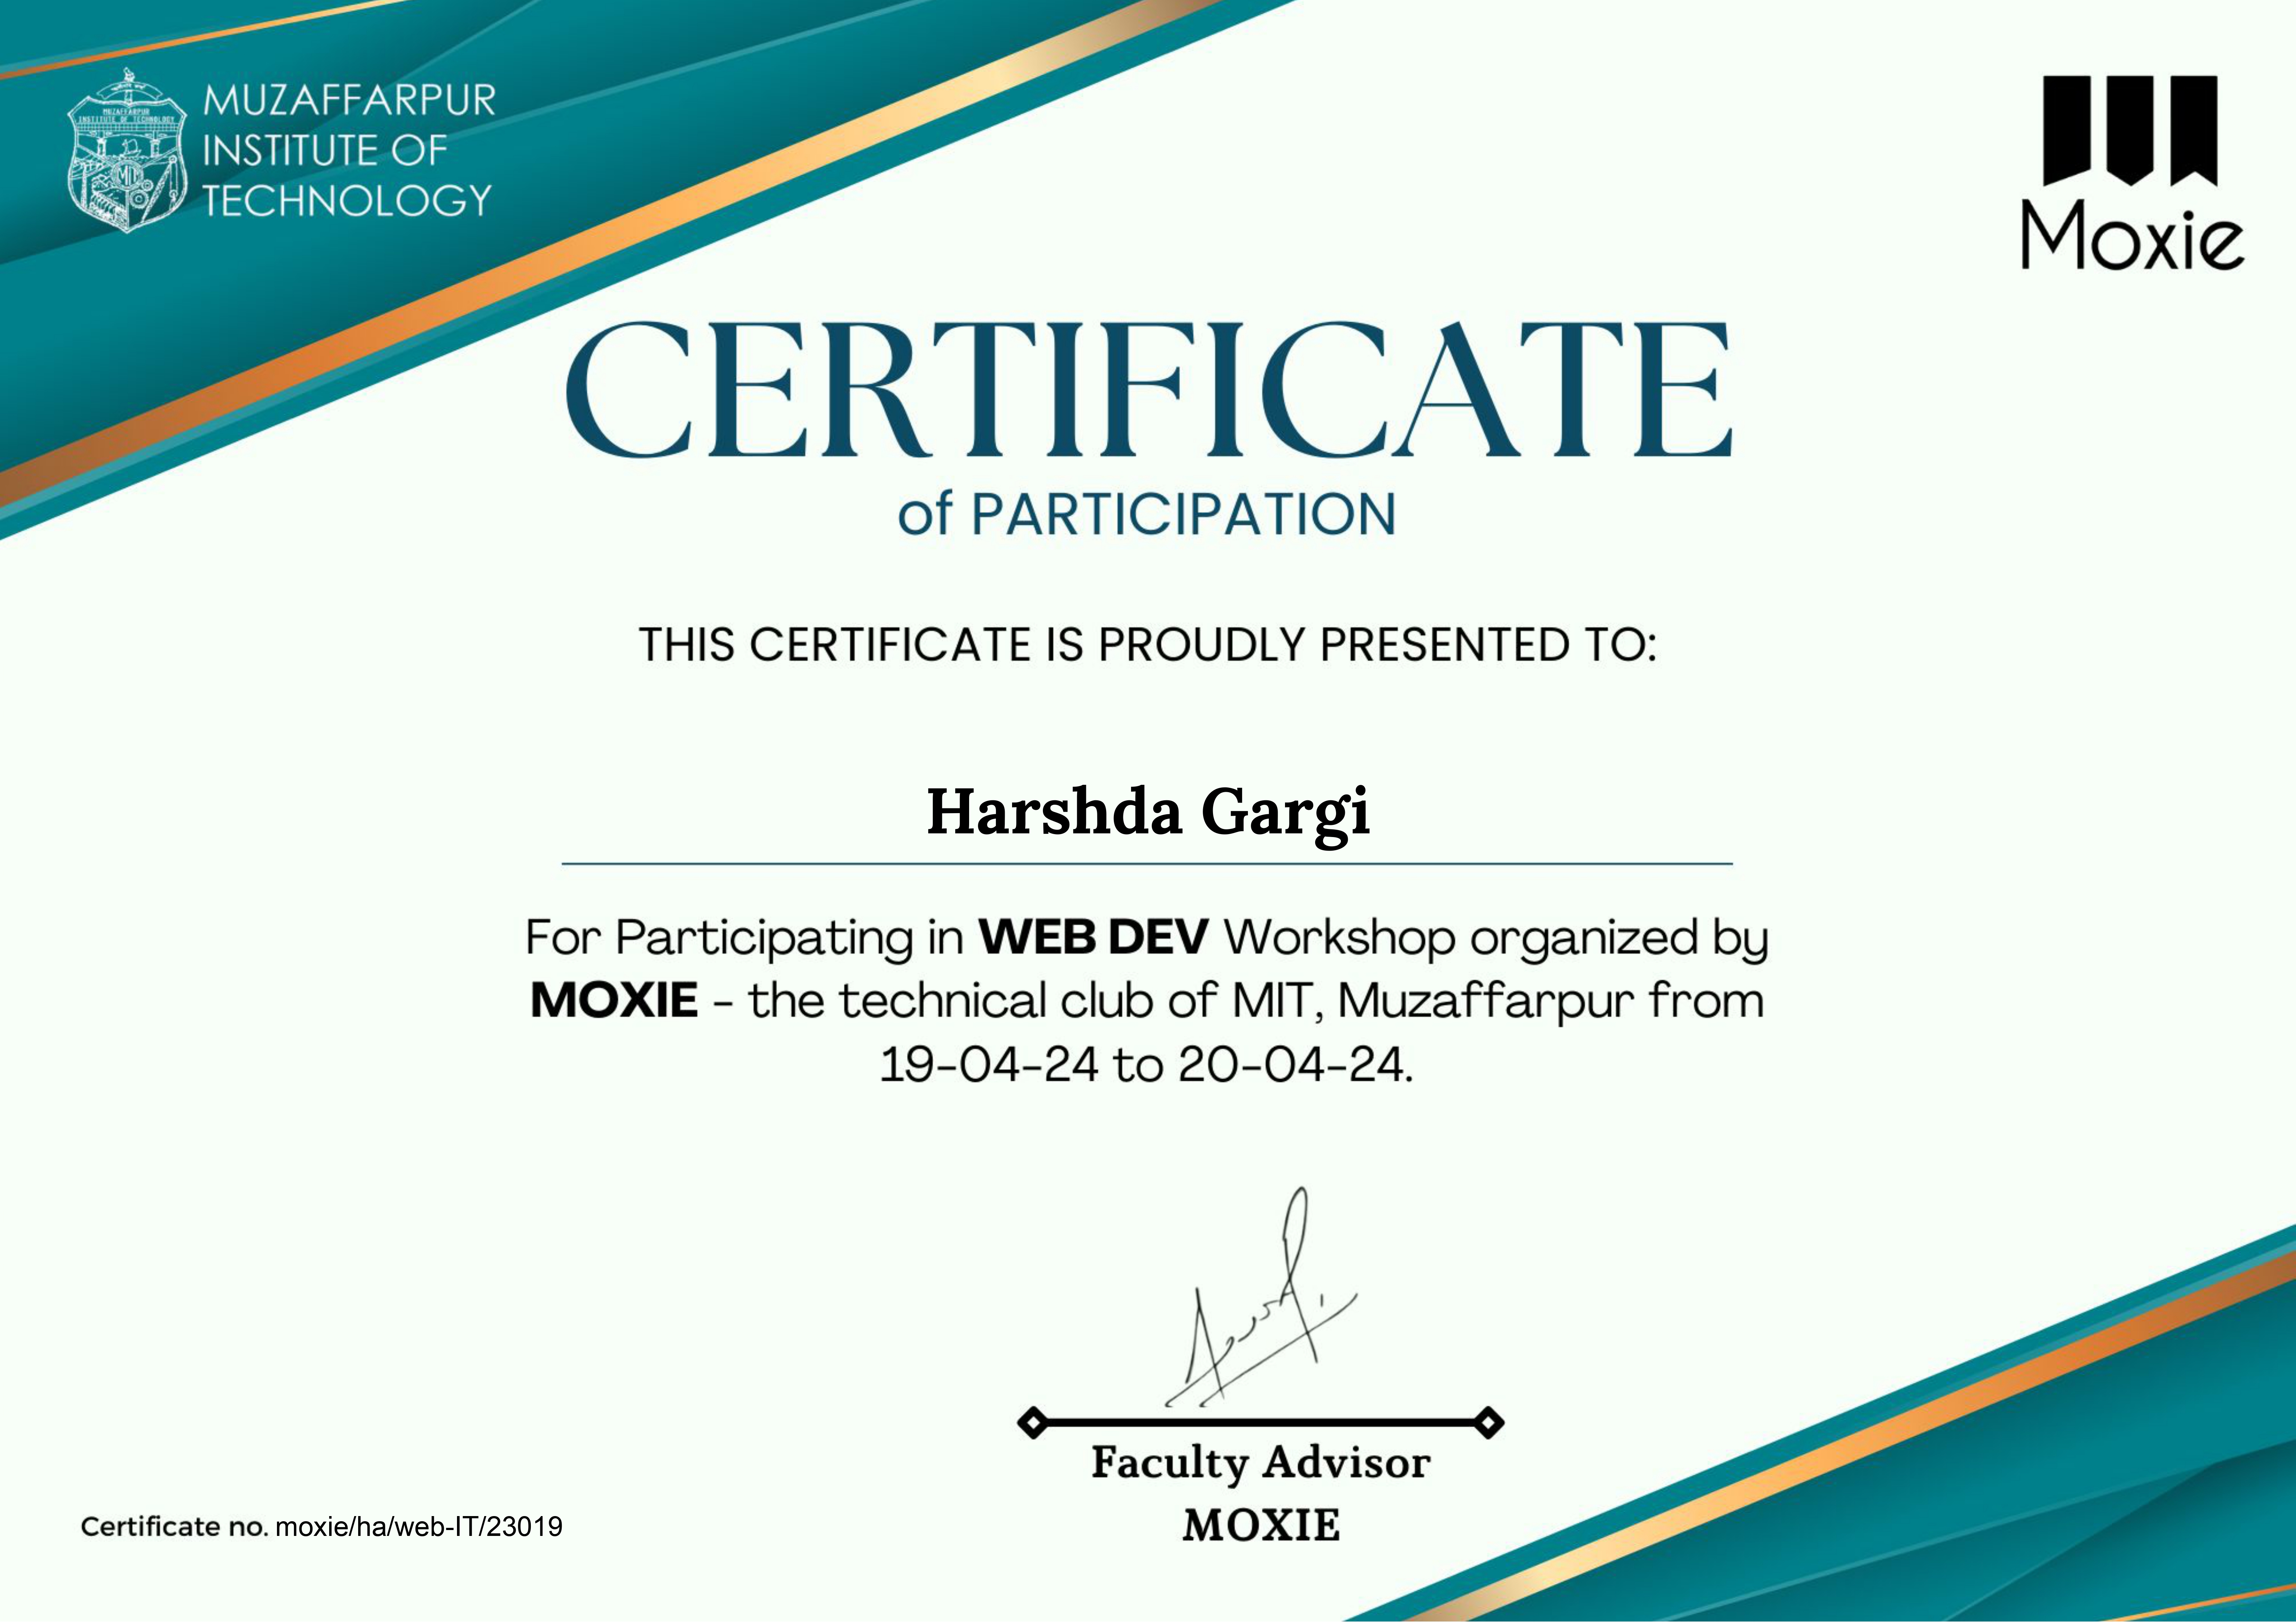 MUZAFFARPUR
INSTITUTE OF
TECHNOLOGY
Moxie
CERTIFICATE
of PARTICIPATION
THIS CERTIFICATE IS PROUDLY PRESENTED TO:
Harshda Gargi
For Participating in WEB DEV Workshop organized by
MOXIE - the technical club of MIT, Muzaffarpur from
19-04-24 to 20-04-24.
Faculty Advisor
MOXIE
Certificate no. moxie/ha/web-IT/23019